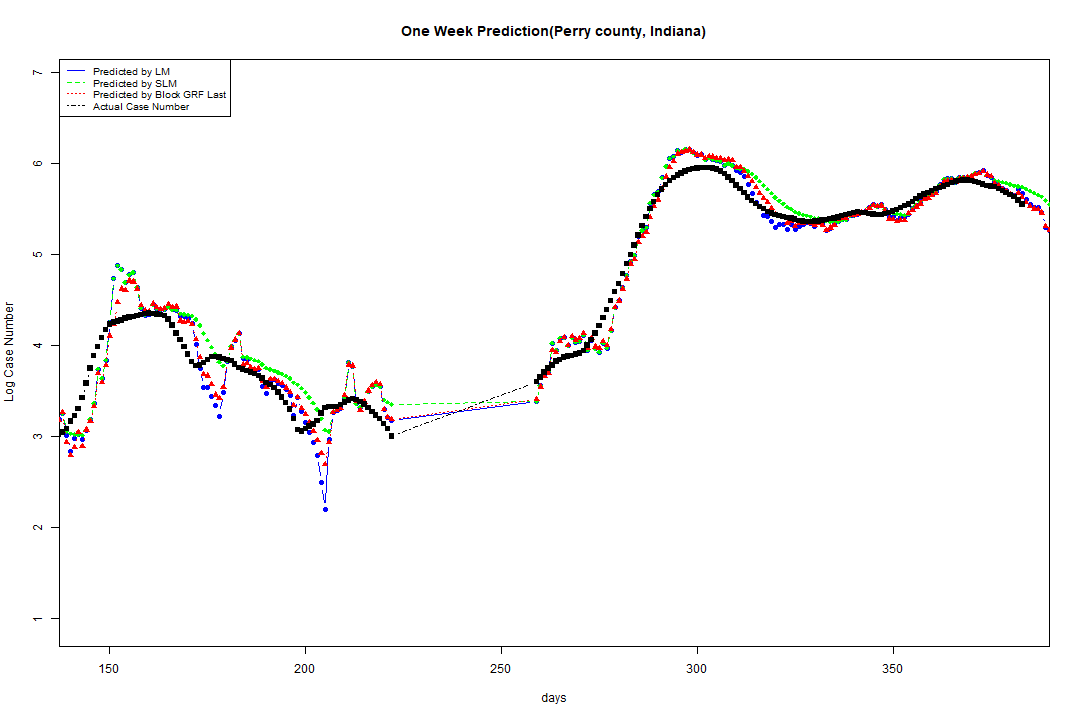 One Week Prediction(Perry county, Indiana)
Predicted by LM
Predicted by SLM
Predicted by Block GRF Last
Actual Case Number
7
6
5
4
3
2
1
Log Case Number
150 200 250 300 350
days